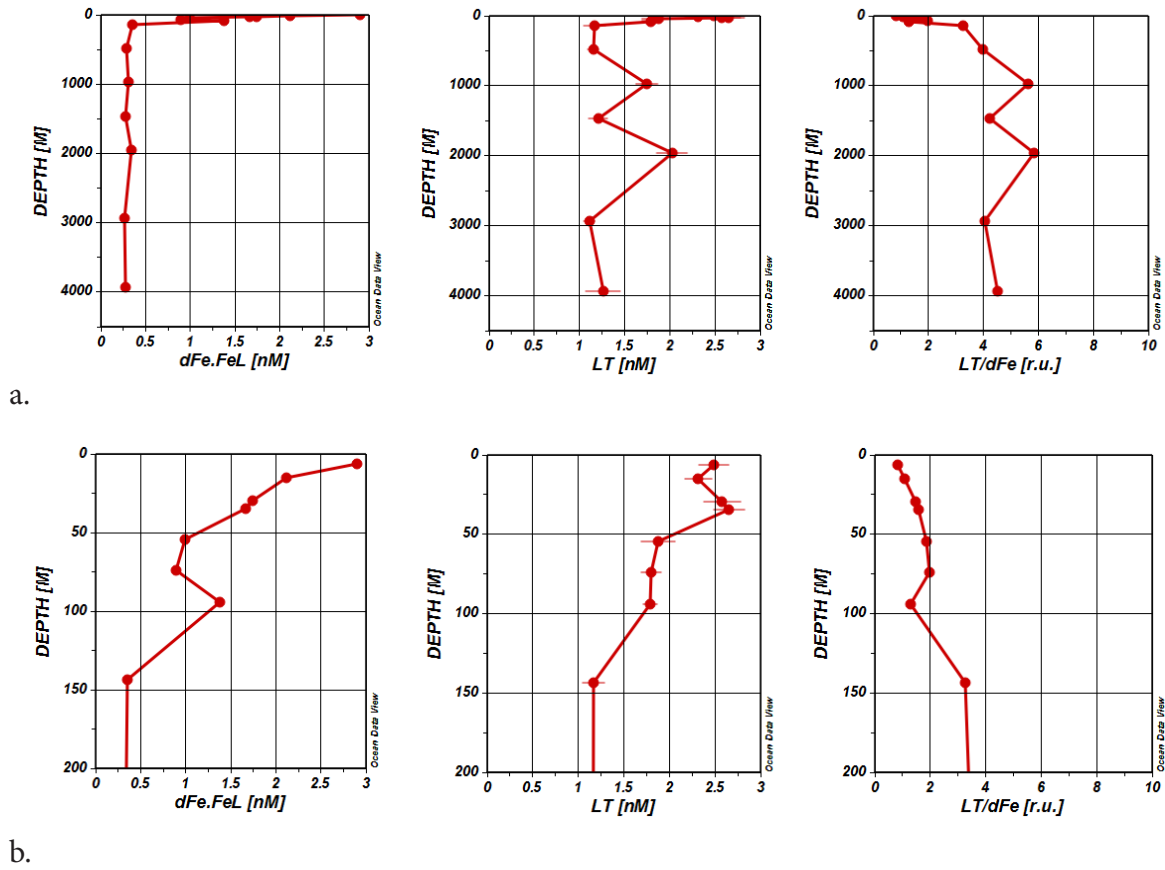 0
1000
2000
3000
4000
DEPTH [M]
0 0.5 1 1.5 2 2.5 3
dFe.FeL [nM]
Ocean Data View
0
1000
2000
3000
4000
DEPTH [M]
0 0.5 1 1.5 2 2.5 3
LT [nM]
Ocean Data View
0
1000
2000
3000
4000
DEPTH [M]
0 2 4 6 8 10
LT/dFe [r.u.]
Ocean Data View
a.
0
50
100
150
200
DEPTH [M]
0 0.5 1 1.5 2 2.5 3
dFe.FeL [nM]
Ocean Data View
0
50
100
150
200
DEPTH [M]
0 0.5 1 1.5 2 2.5 3
LT [nM]
Ocean Data View
0
50
100
150
200
DEPTH [M]
0 2 4 6 8 10
LT/dFe [r.u.]
Ocean Data View
b.